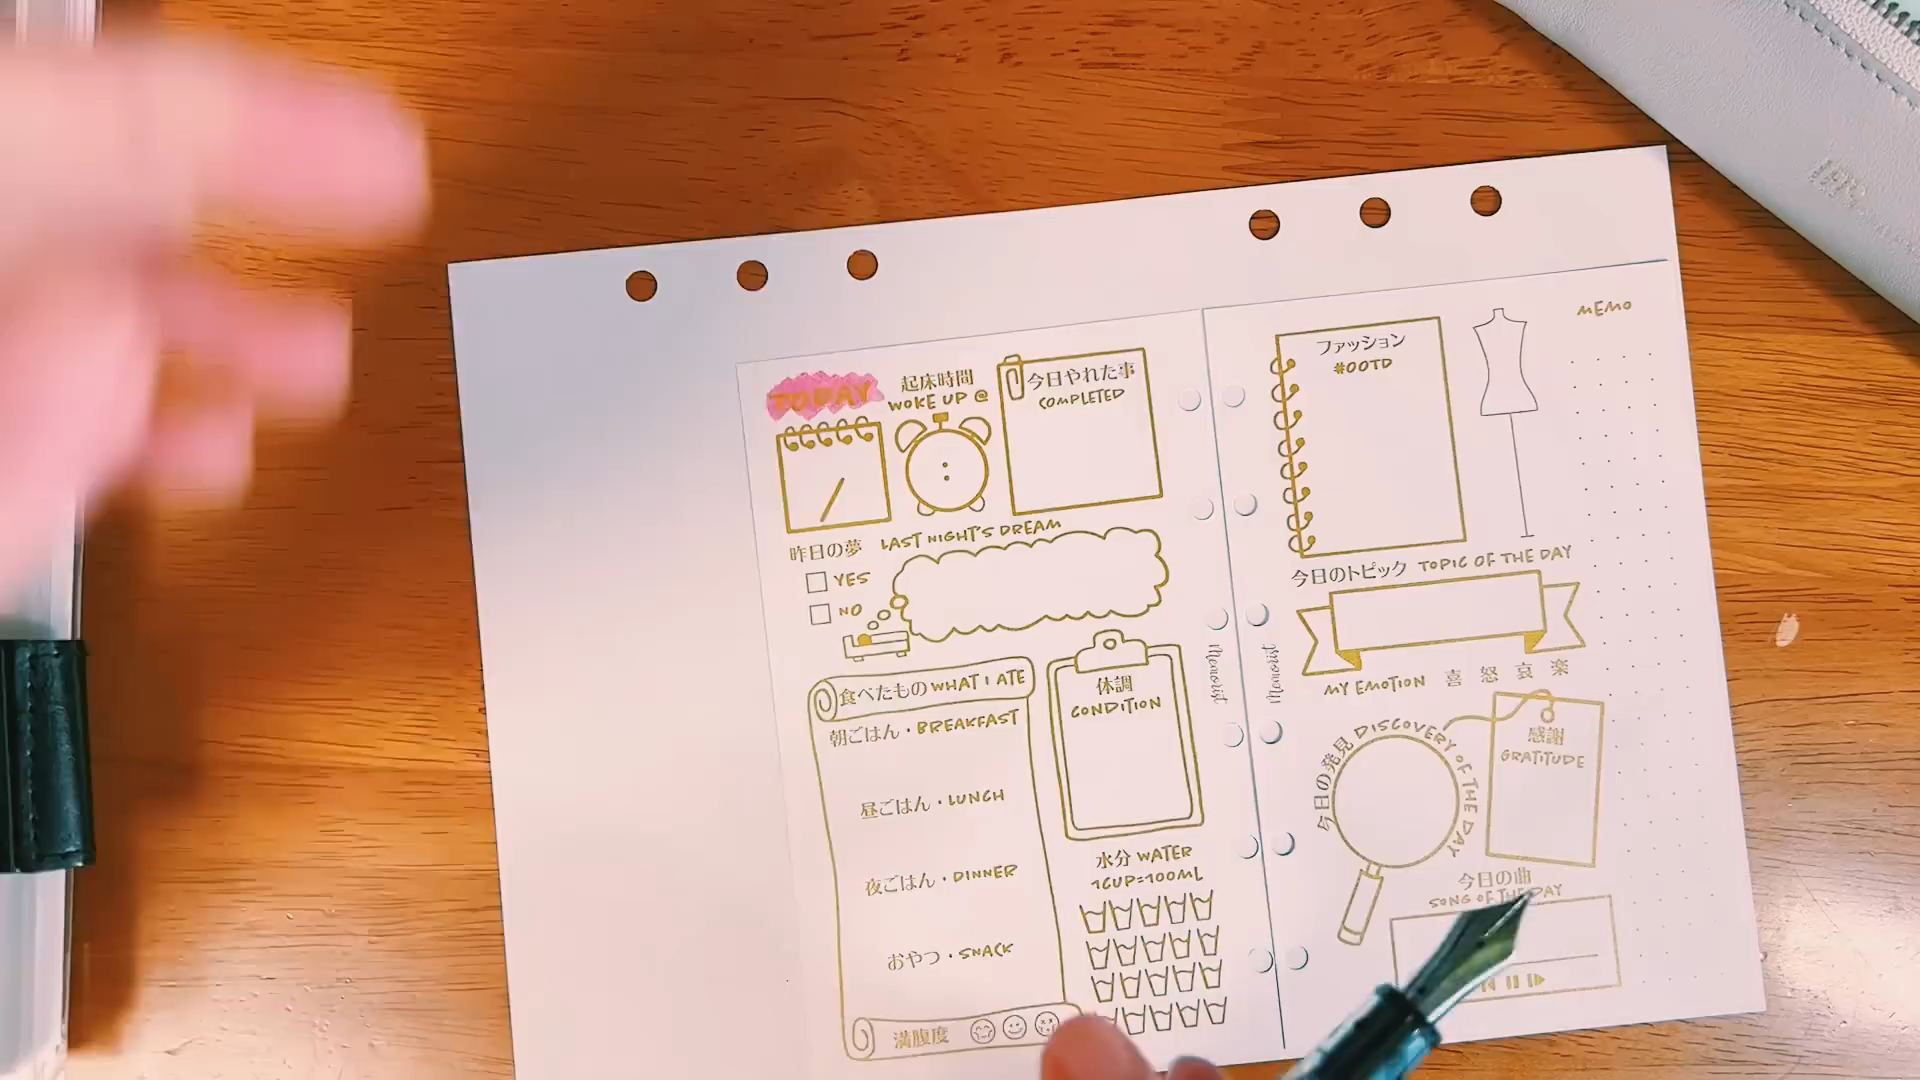 TODAY
起床時間
WOKE UP @
今日やれた事
COMPLETED
昨日の夢 LAST NIGHT'S DREAM
YES
NO
食べたもの WHAT I ATE
朝ごはん・BREAKFAST
昼ごはん・LUNCH
夜ごはん・DINNER
おやつ・SNACK
満腹度
体調
CONDITION
水分 WATER
1CUP=100ML
Memorist
Memorist
ファッション
#OOTD
MEMO
今日のトピック TOPIC OF THE DAY
MY EMOTION 喜 怒 哀 楽
今日の発見 DISCOVERY OF THE DAY
感謝
GRATITUDE
今日の曲
SONG OF THE DAY